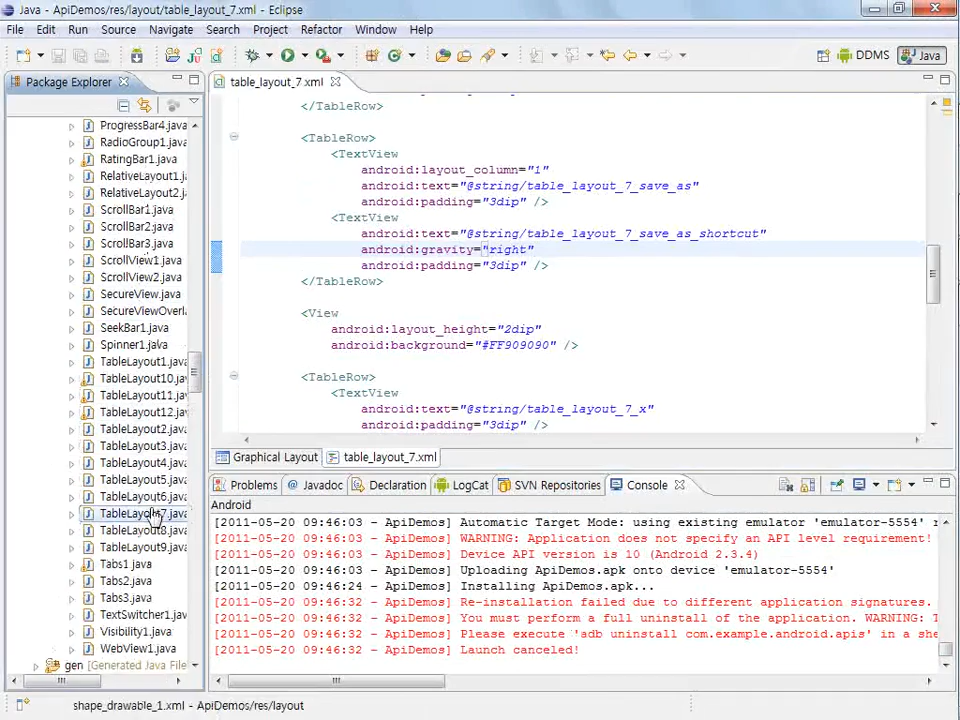 Java - ApiDemos/res/layout/table_layout_7.xml - Eclipse
File Edit Run Source Navigate Search Project Refactor Window Help
DDMS Java
Package Explorer
table_layout_7.xml
ProgressBar4.java
RadioGroup1.java
RatingBar1.java
RelativeLayout1.java
RelativeLayout2.java
ScrollBar1.java
ScrollBar2.java
ScrollBar3.java
ScrollView1.java
ScrollView2.java
SecureView.java
SecureViewOverla
SeekBar1.java
Spinner1.java
TableLayout1.java
TableLayout10.jav
TableLayout11.jav
TableLayout12.jav
TableLayout2.java
TableLayout3.java
TableLayout4.java
TableLayout5.java
TableLayout6.java
TableLayout7.java
TableLayout8.java
TableLayout9.java
Tabs1.java
Tabs2.java
Tabs3.java
TextSwitcher1.jav
Visibility1.java
WebView1.java
gen [Generated Java File
</TableRow>
<TableRow>
<TextView
android:layout_column="1"
android:text="@string/table_layout_7_save_as"
android:padding="3dip" />
<TextView
android:text="@string/table_layout_7_save_as_shortcut"
android:gravity="right"
android:padding="3dip" />
</TableRow>
<View
android:layout_height="2dip"
android:background="#FF909090" />
<TableRow>
<TextView
android:text="@string/table_layout_7_x"
android:padding="3dip" />
Graphical Layout table_layout_7.xml
Problems Javadoc Declaration LogCat SVN Repositories Console
Android
[2011-05-20 09:46:03 - ApiDemos] Automatic Target Mode: using existing emulator 'emulator-5554'
[2011-05-20 09:46:03 - ApiDemos] WARNING: Application does not specify an API level requirement!
[2011-05-20 09:46:03 - ApiDemos] Device API version is 10 (Android 2.3.4)
[2011-05-20 09:46:03 - ApiDemos] Uploading ApiDemos.apk onto device 'emulator-5554'
[2011-05-20 09:46:24 - ApiDemos] Installing ApiDemos.apk...
[2011-05-20 09:46:32 - ApiDemos] Re-installation failed due to different application signatures.
[2011-05-20 09:46:32 - ApiDemos] You must perform a full uninstall of the application. WARNING: T
[2011-05-20 09:46:32 - ApiDemos] Please execute 'adb uninstall com.example.android.apis' in a she
[2011-05-20 09:46:32 - ApiDemos] Launch canceled!
shape_drawable_1.xml - ApiDemos/res/layout